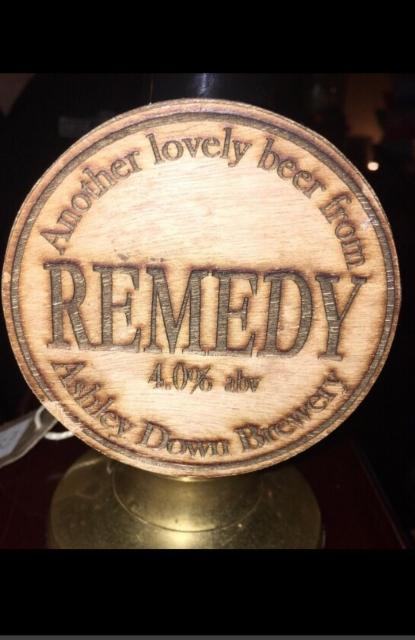 Another lovely beer from
REMEDY
4.0% abv
Ashley Down Brewery